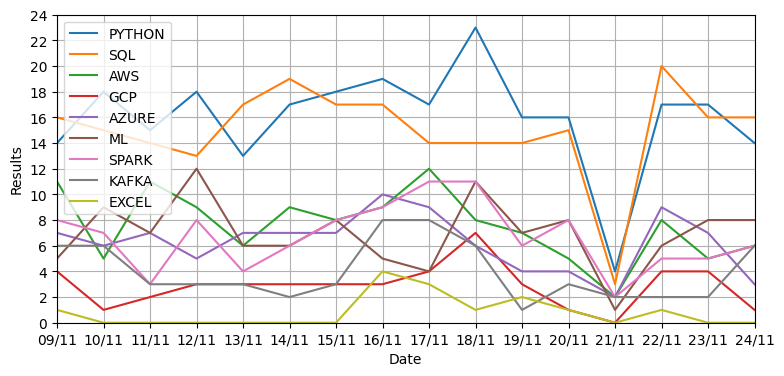 24
22
20
18
16
14
12
10
8
6
4
2
0
Results
PYTHON
SQL
AWS
GCP
AZURE
ML
SPARK
KAFKA
EXCEL
09/11 10/11 11/11 12/11 13/11 14/11 15/11 16/11 17/11 18/11 19/11 20/11 21/11 22/11 23/11 24/11
Date